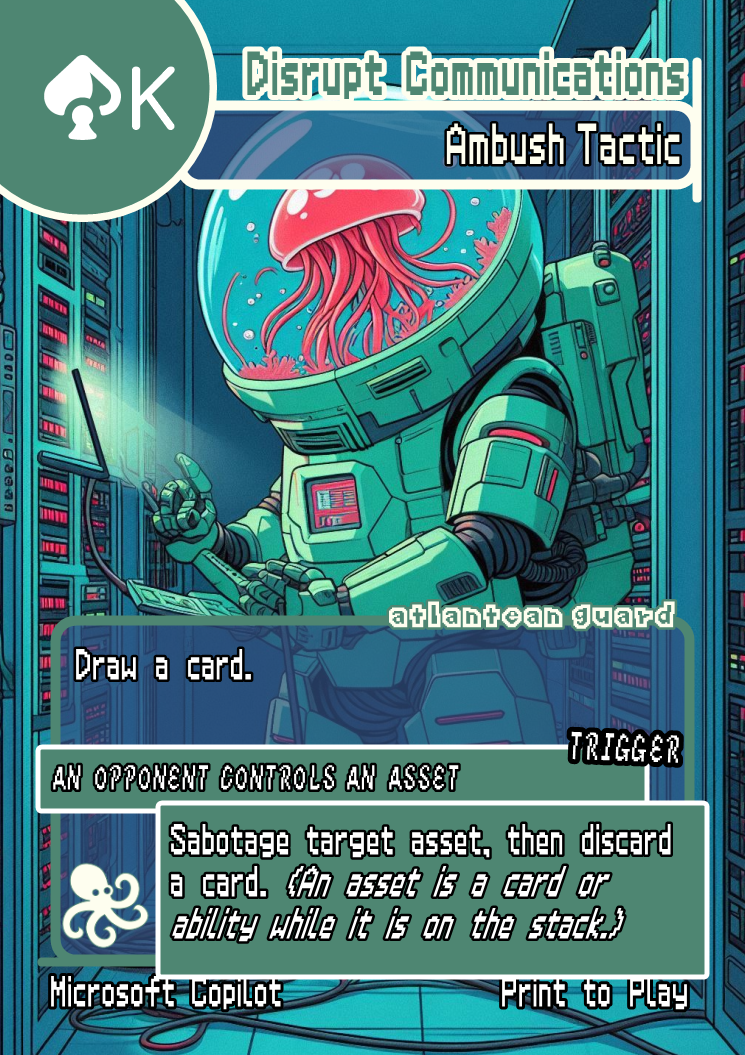 K
Disrupt Communications
Ambush Tactic
atlantean guard
Draw a card.
TRIGGER
AN OPPONENT CONTROLS AN ASSET
Sabotage target asset, then discard
a card. {An asset is a card or
ability while it is on the stack.}
Microsoft Copilot
Print to Play